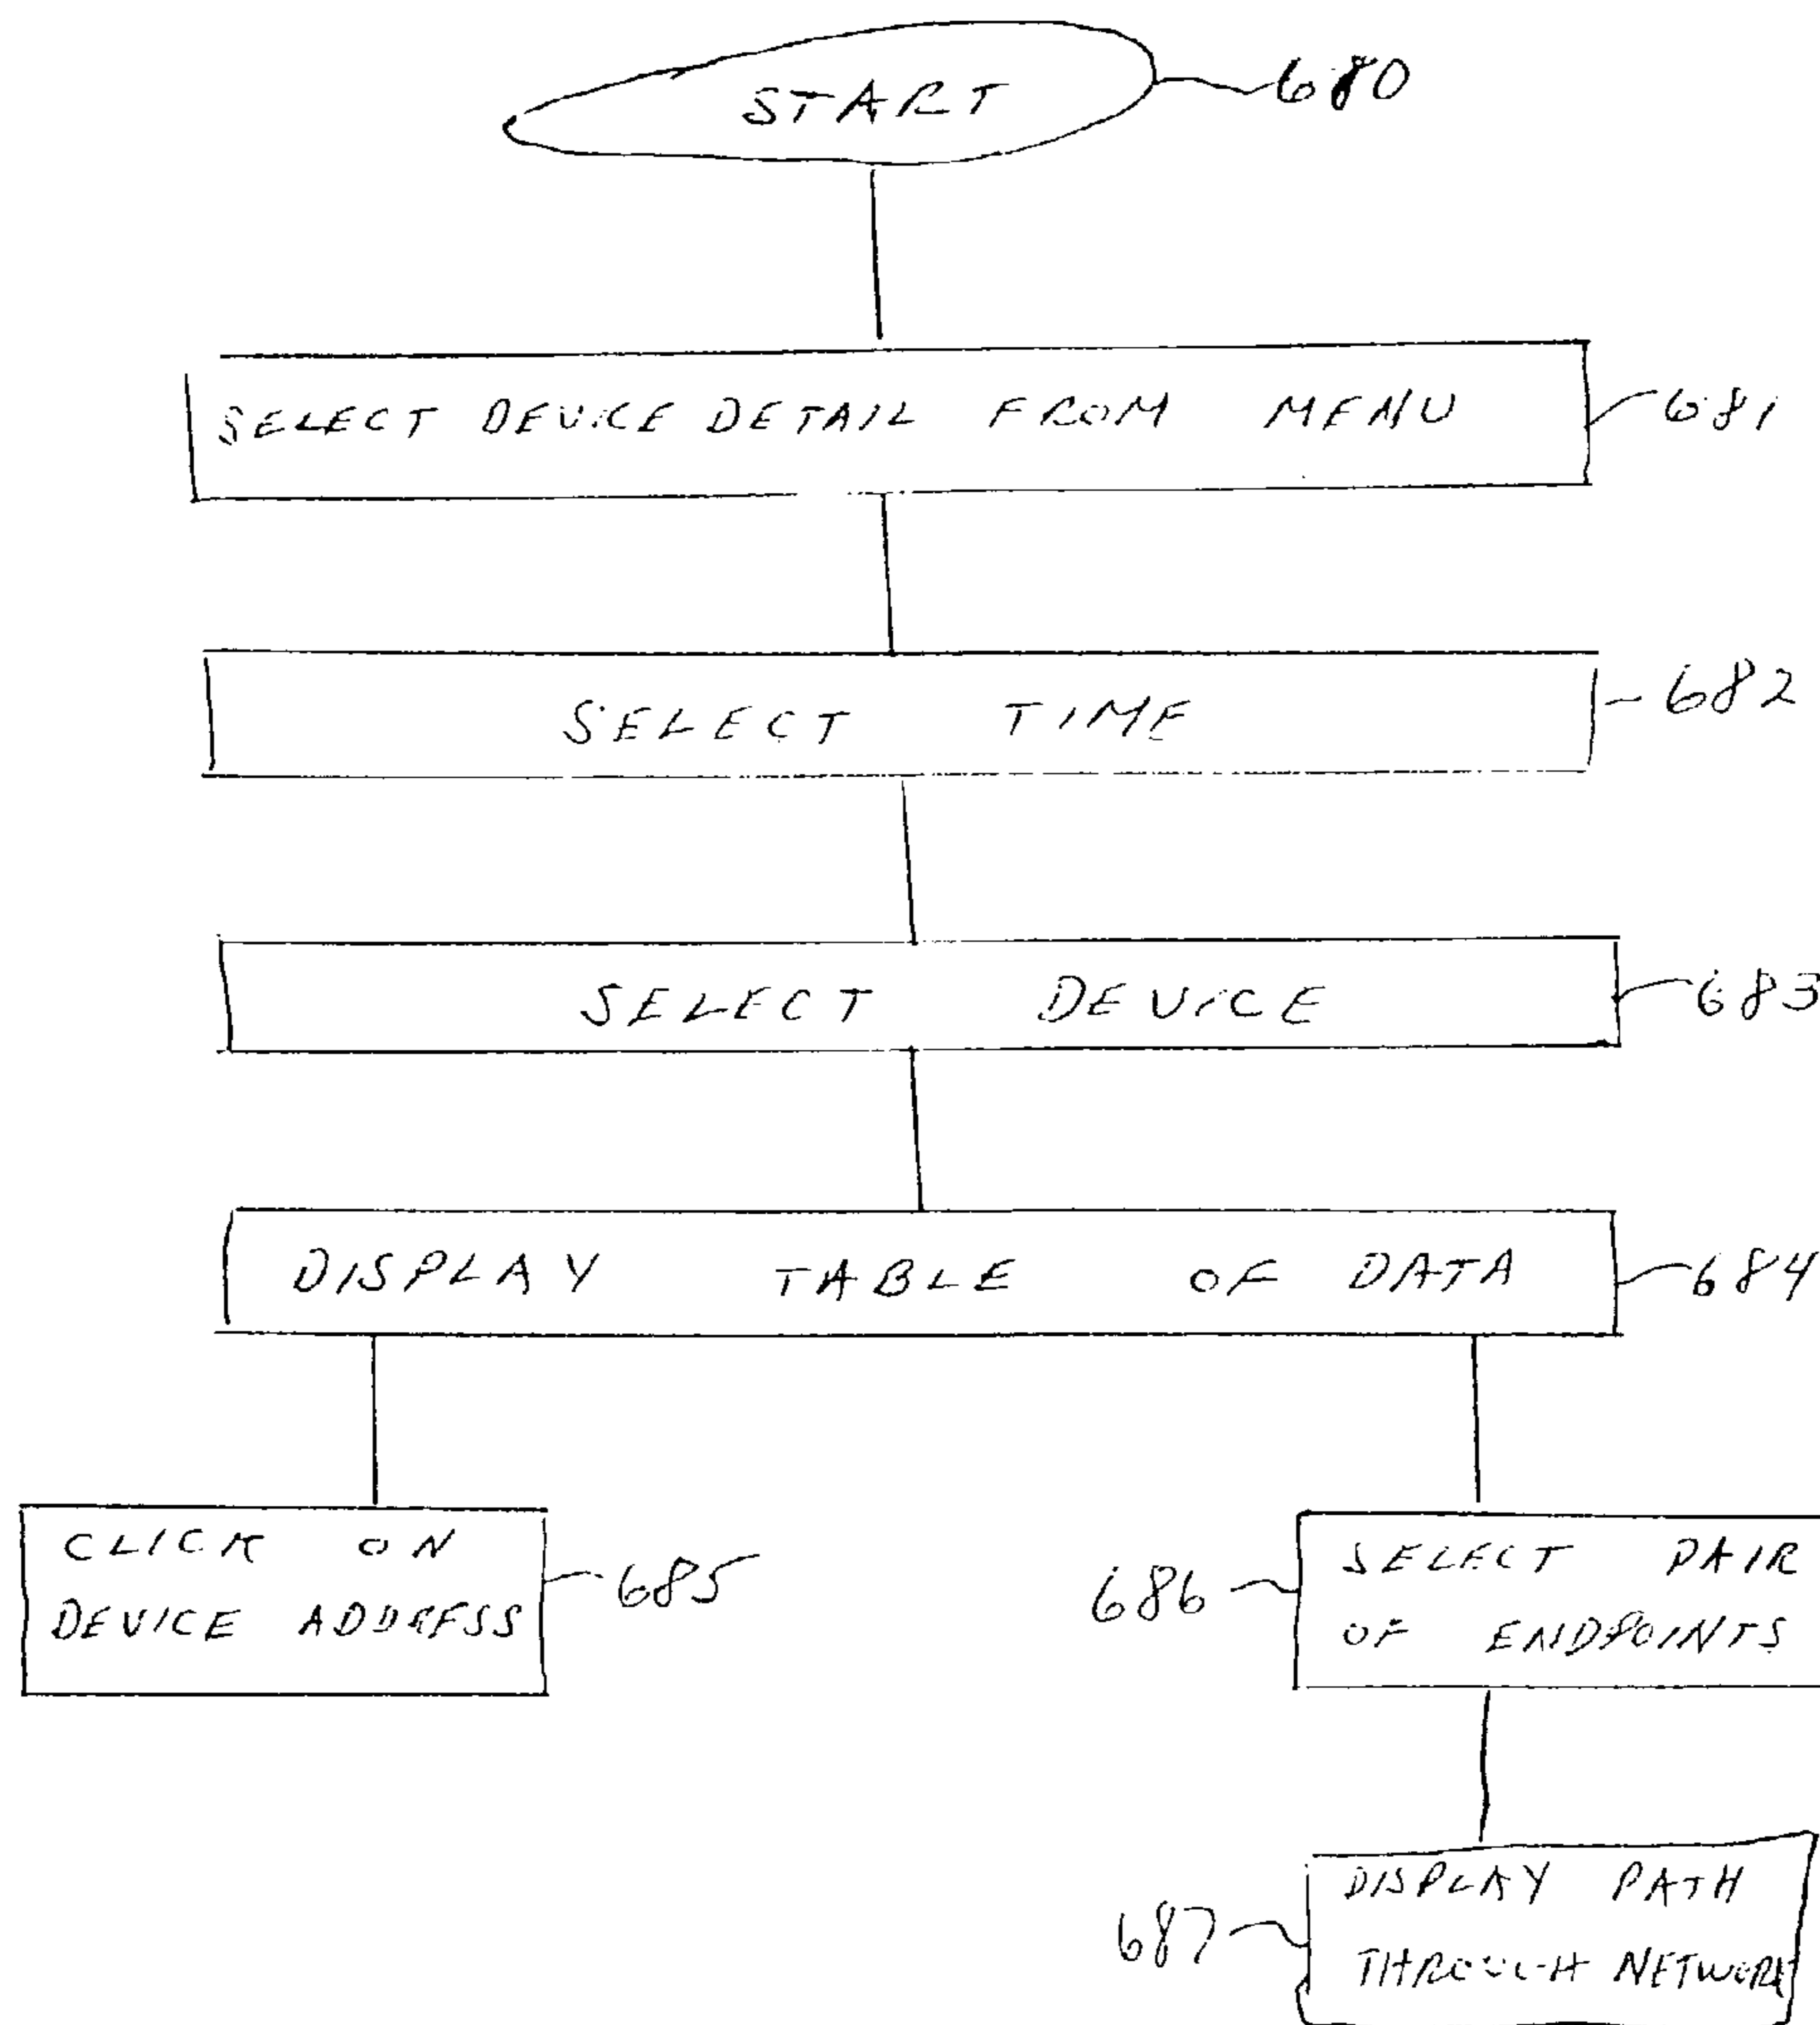 START
680
SELECT DEVICE DETAIL FROM MENU
681
SELECT TIME
682
SELECT DEVICE
683
DISPLAY TABLE OF DATA
684
CLICK ON
DEVICE ADDRESS
685
686
SELECT PAIR
OF ENDPOINTS
687
DISPLAY PATH
THROUGH NETWORK